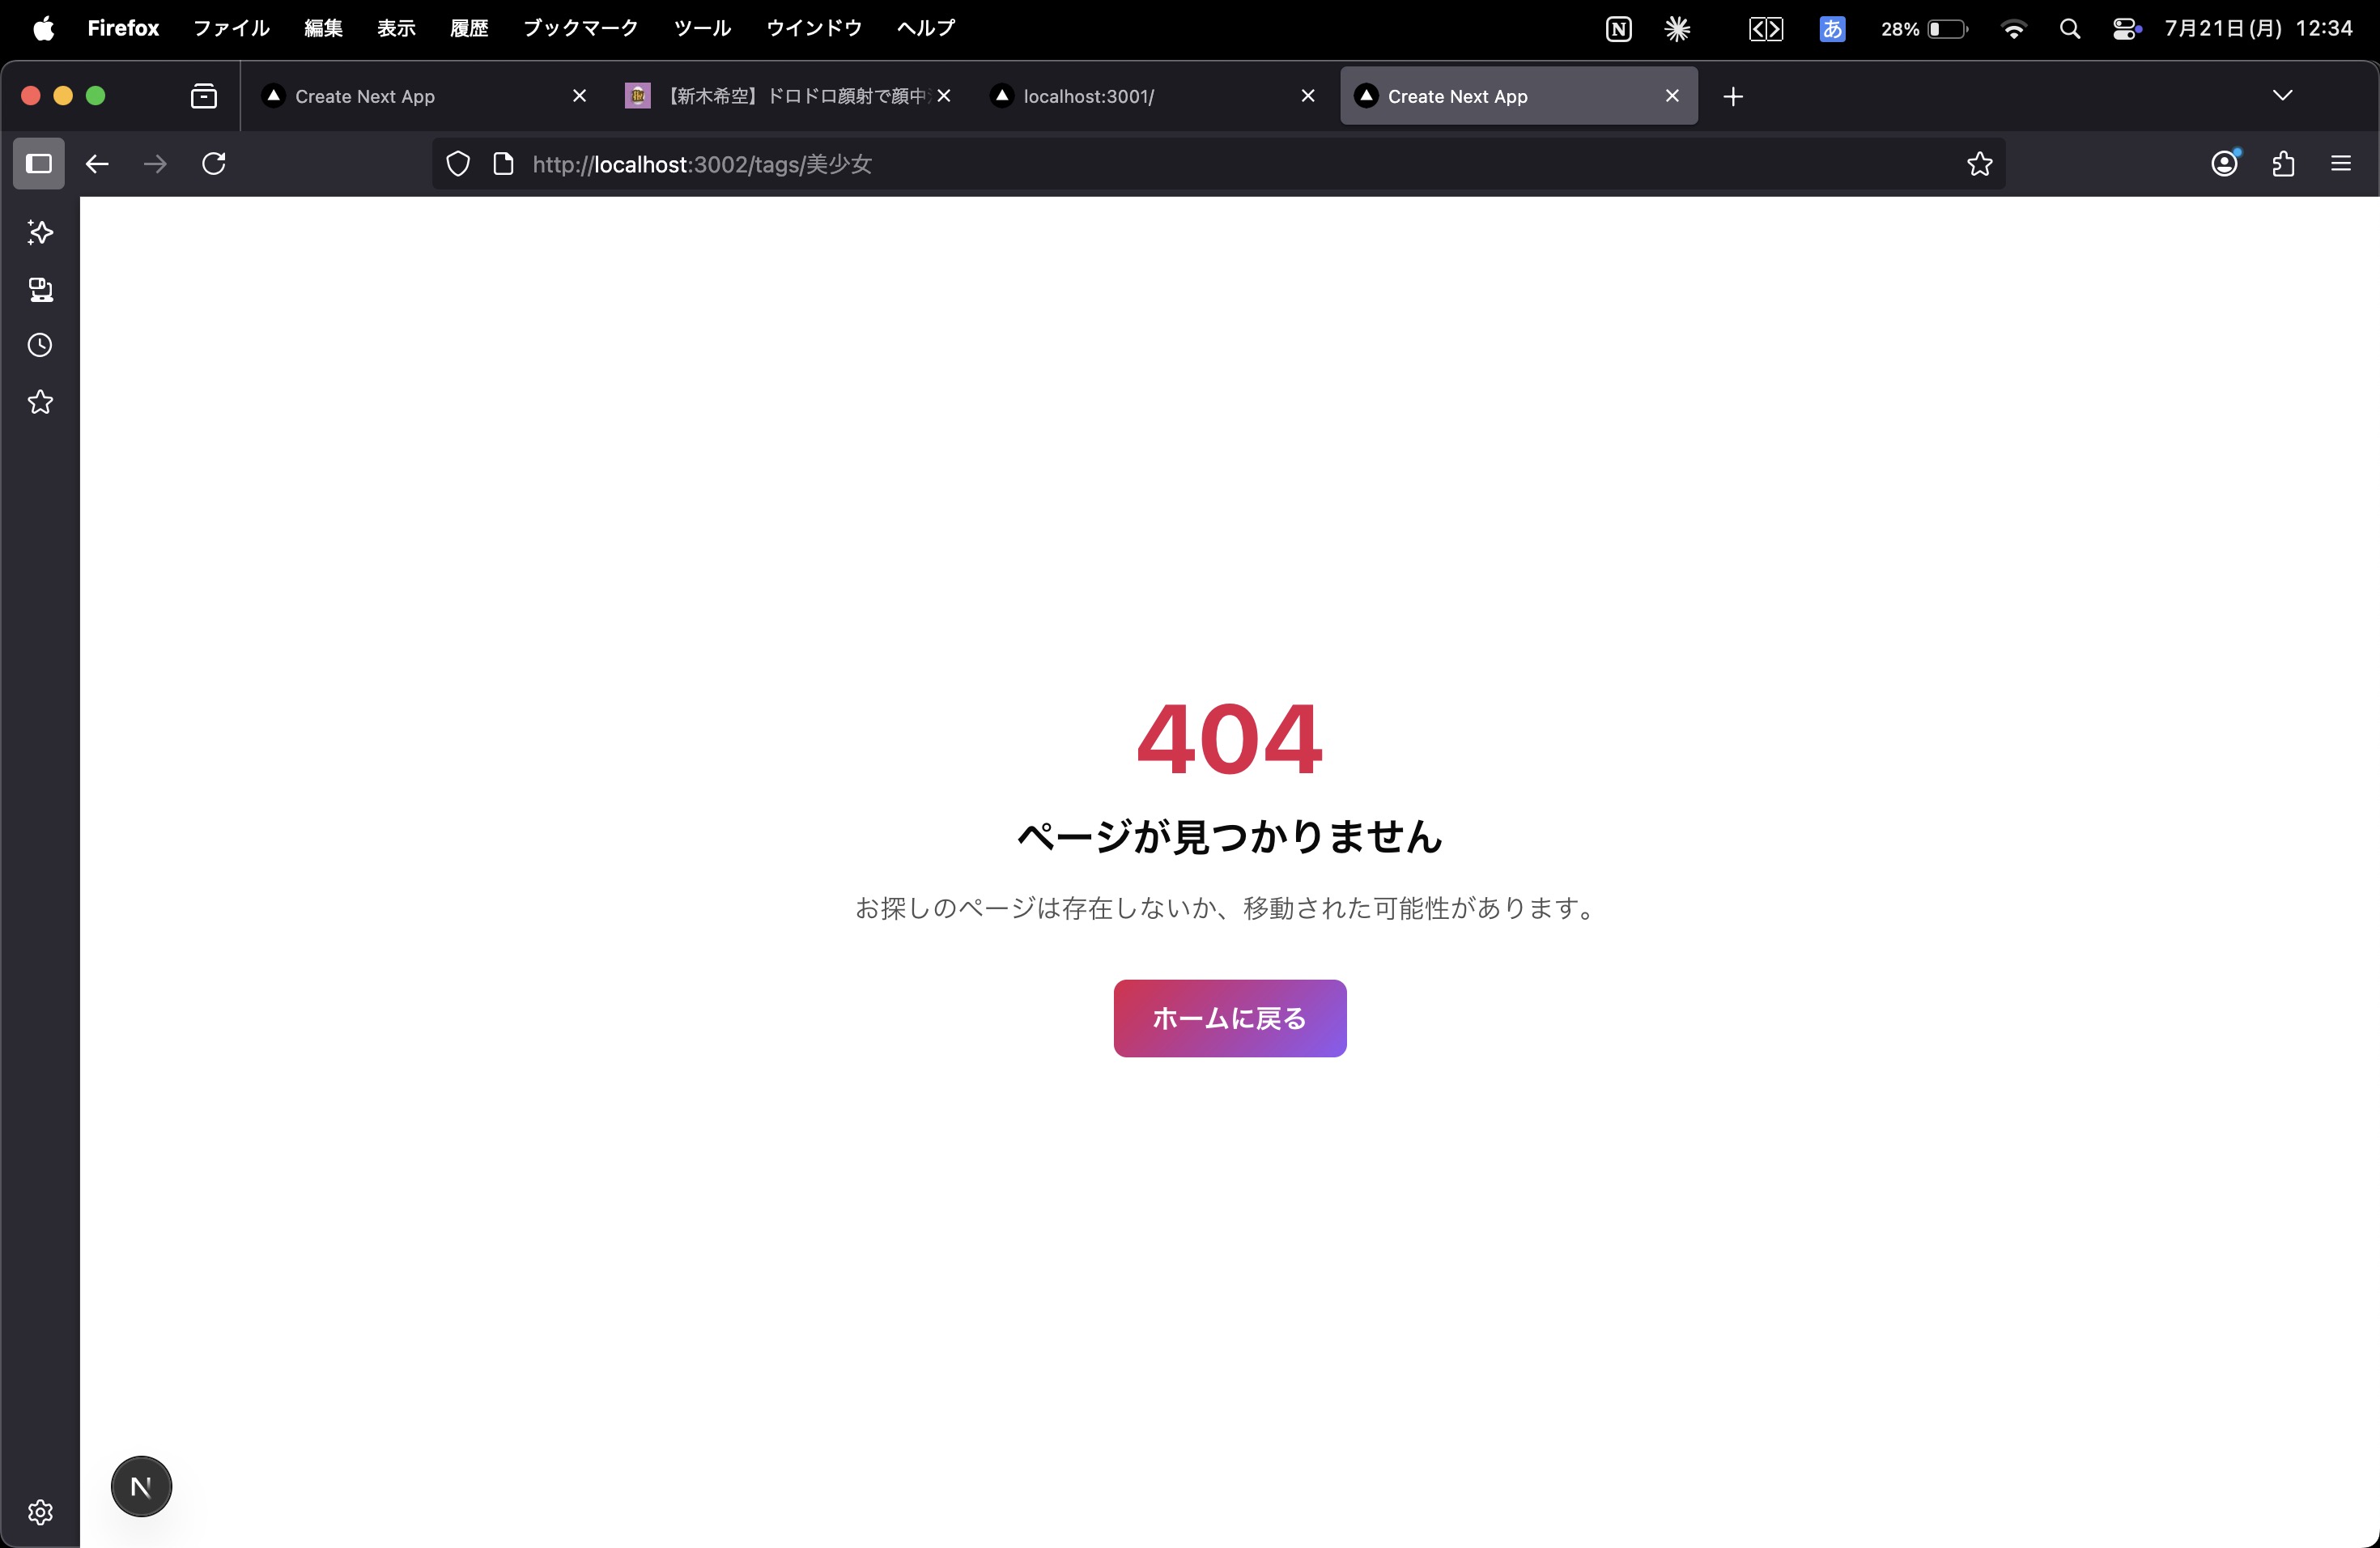 Firefox ファイル 編集 表示 履歴 ブックマーク ツール ウインドウ ヘルプ N あ 28% 7月21日(月) 12:34
Create Next App 【新木希空】ドロドロ顔射で顔中 localhost:3001/ Create Next App
http://localhost:3002/tags/美少女
404
ページが見つかりません
お探しのページは存在しないか、移動された可能性があります。
ホームに戻る
N